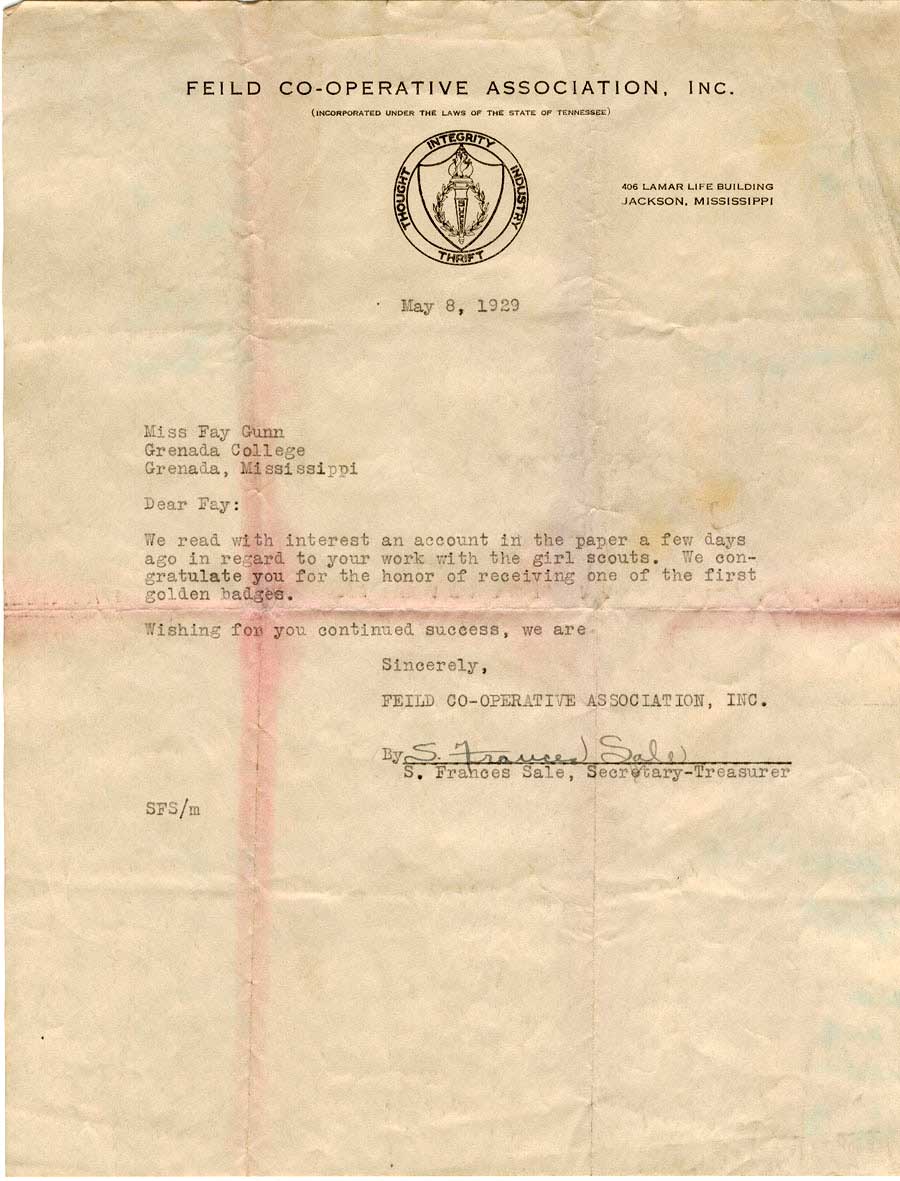 FEILD CO-OPERATIVE ASSOCIATION, INC.
(INCORPORATED UNDER THE LAWS OF THE STATE OF TENNESSEE)
THOUGHT INTEGRITY INDUSTRY
THRIFT
406 LAMAR LIFE BUILDING
JACKSON, MISSISSIPPI
May 8, 1929
Miss Fay Gunn
Grenada College
Grenada, Mississippi
Dear Fay:
We read with interest an account in the paper a few days
ago in regard to your work with the girl scouts. We con-
gratulate you for the honor of receiving one of the first
golden badges.
Wishing for you continued success, we are
Sincerely,
FEILD CO-OPERATIVE ASSOCIATION, INC.
By S. Frances Sale
S. Frances Sale, Secretary-Treasurer
SFS/m